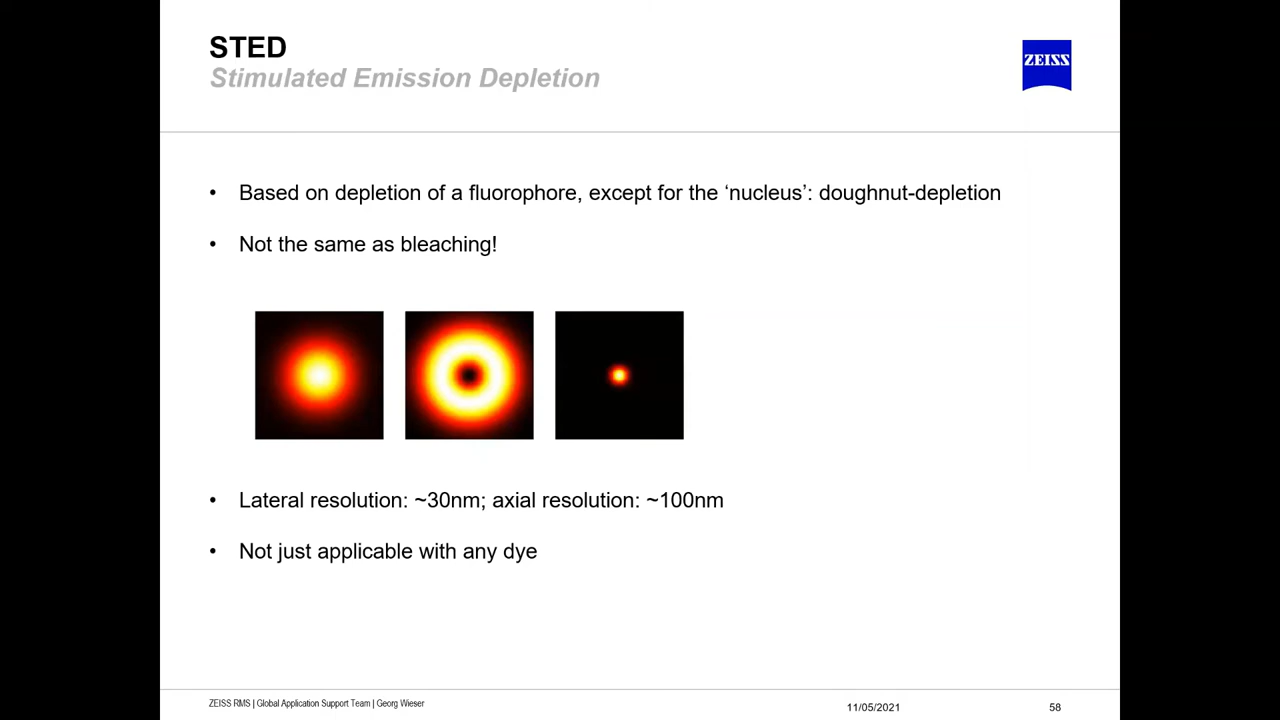 STED
Stimulated Emission Depletion
ZEISS
• Based on depletion of a fluorophore, except for the ‘nucleus’: doughnut-depletion
• Not the same as bleaching!
• Lateral resolution: ~30nm; axial resolution: ~100nm
• Not just applicable with any dye
ZEISS RMS | Global Application Support Team | Georg Wieser
11/05/2021
58